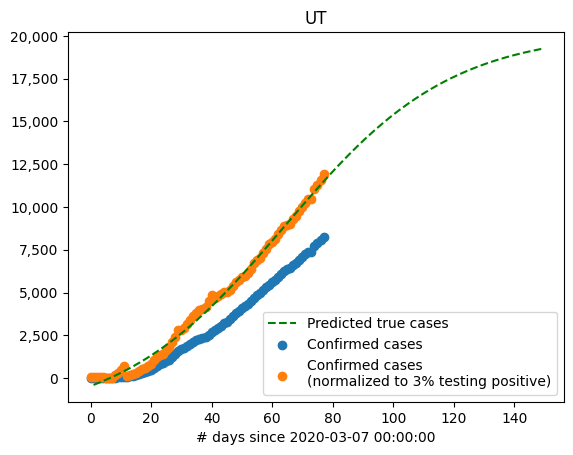 UT
20,000
17,500
15,000
12,500
10,000
7,500
5,000
2,500
0
Predicted true cases
Confirmed cases
Confirmed cases
(normalized to 3% testing positive)
0 20 40 60 80 100 120 140
# days since 2020-03-07 00:00:00